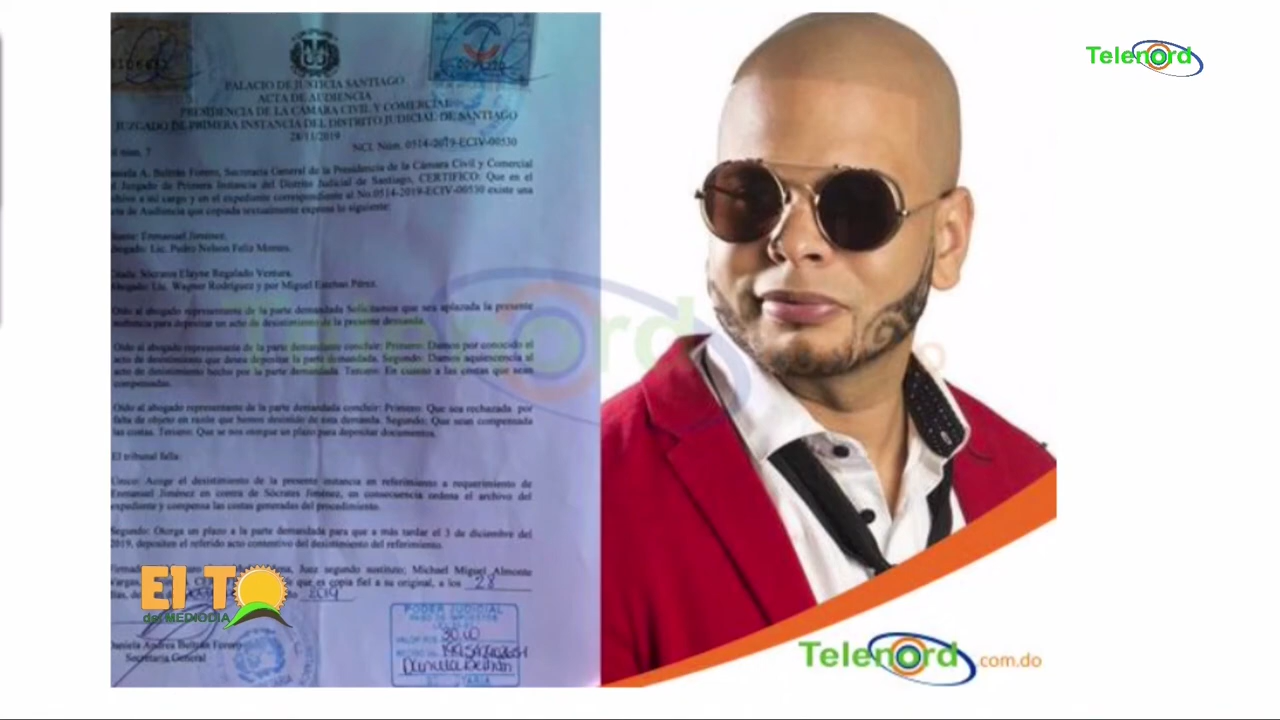 PALACIO DE JUSTICIA SANTIAGO
ACTA DE AUDIENCIA
PRESIDENCIA DE LA CAMARA CIVIL Y COMERCIAL
JUZGADO DE PRIMERA INSTANCIA DEL DISTRITO JUDICIAL DE SANTIAGO
28/11/2019
NCI. Núm. 0514-2019-ECIV-00530
A. Beltrán Ferero, Secretaria General de la Presidencia de la Cámara Civil y Comercial
Juzgado de Primera Instancia del Distrito Judicial de Santiago, CERTIFICO: Que en el
a mi cargo y en el expediente correspondiente al No.0514-2019-ECIV-00530 existe una
de Audiencia que copiada textualmente expresa lo siguiente:
Enmanuel Jiménez.
Lic. Pedro Nelson Feliz Montes.
Sócrates Elayne Regalado Ventura.
Lic. Wagner Rodríguez y por Miguel Esteban Pérez.
Oído al abogado representante de la parte demandada Solicitamos que sea aplazada la presente
audiencia para depositar un acto de desistimiento de la presente demanda.
Oído al abogado representante de la parte demandante concluir: Primero: Damos por conocido el
acto de desistimiento que desea depositar la parte demandada. Segundo: Damos aquiescencia al
acto de desistimiento hecho por la parte demandada. Tercero: En cuanto a las costas que sean
compensadas.
Oído al abogado representante de la parte demandada concluir: Primero: Que sea rechazada por
falta de objeto en razón que hemos desistido de esta demanda. Segundo: Que sean compensada
las costas. Tercero: Que se nos otorgue un plazo para depositar documentos.
El tribunal falla:
Único: Acoge el desistimiento de la presente instancia en referimiento a requerimiento de
Enmanuel Jiménez en contra de Sócrates Jiménez, en consecuencia ordena el archivo del
expediente y compensa las costas generadas del procedimiento.
Segundo: Otorga un plazo a la parte demandada para que a más tardar el 3 de diciembre del
2019, depositen el referido acto contentivo del desistimiento del referimiento.
Juez segundo sustituto; Michael Miguel Almonte
Vargas, que es copia fiel a su original, a los 28
2019
Daniela Andrea Beltrán Ferero
Secretaria General
PODER JUDICIAL
VALOR RD$ 30.00
El T
del MEDIODIA
Telenord
Telenord
Telenord.com.do